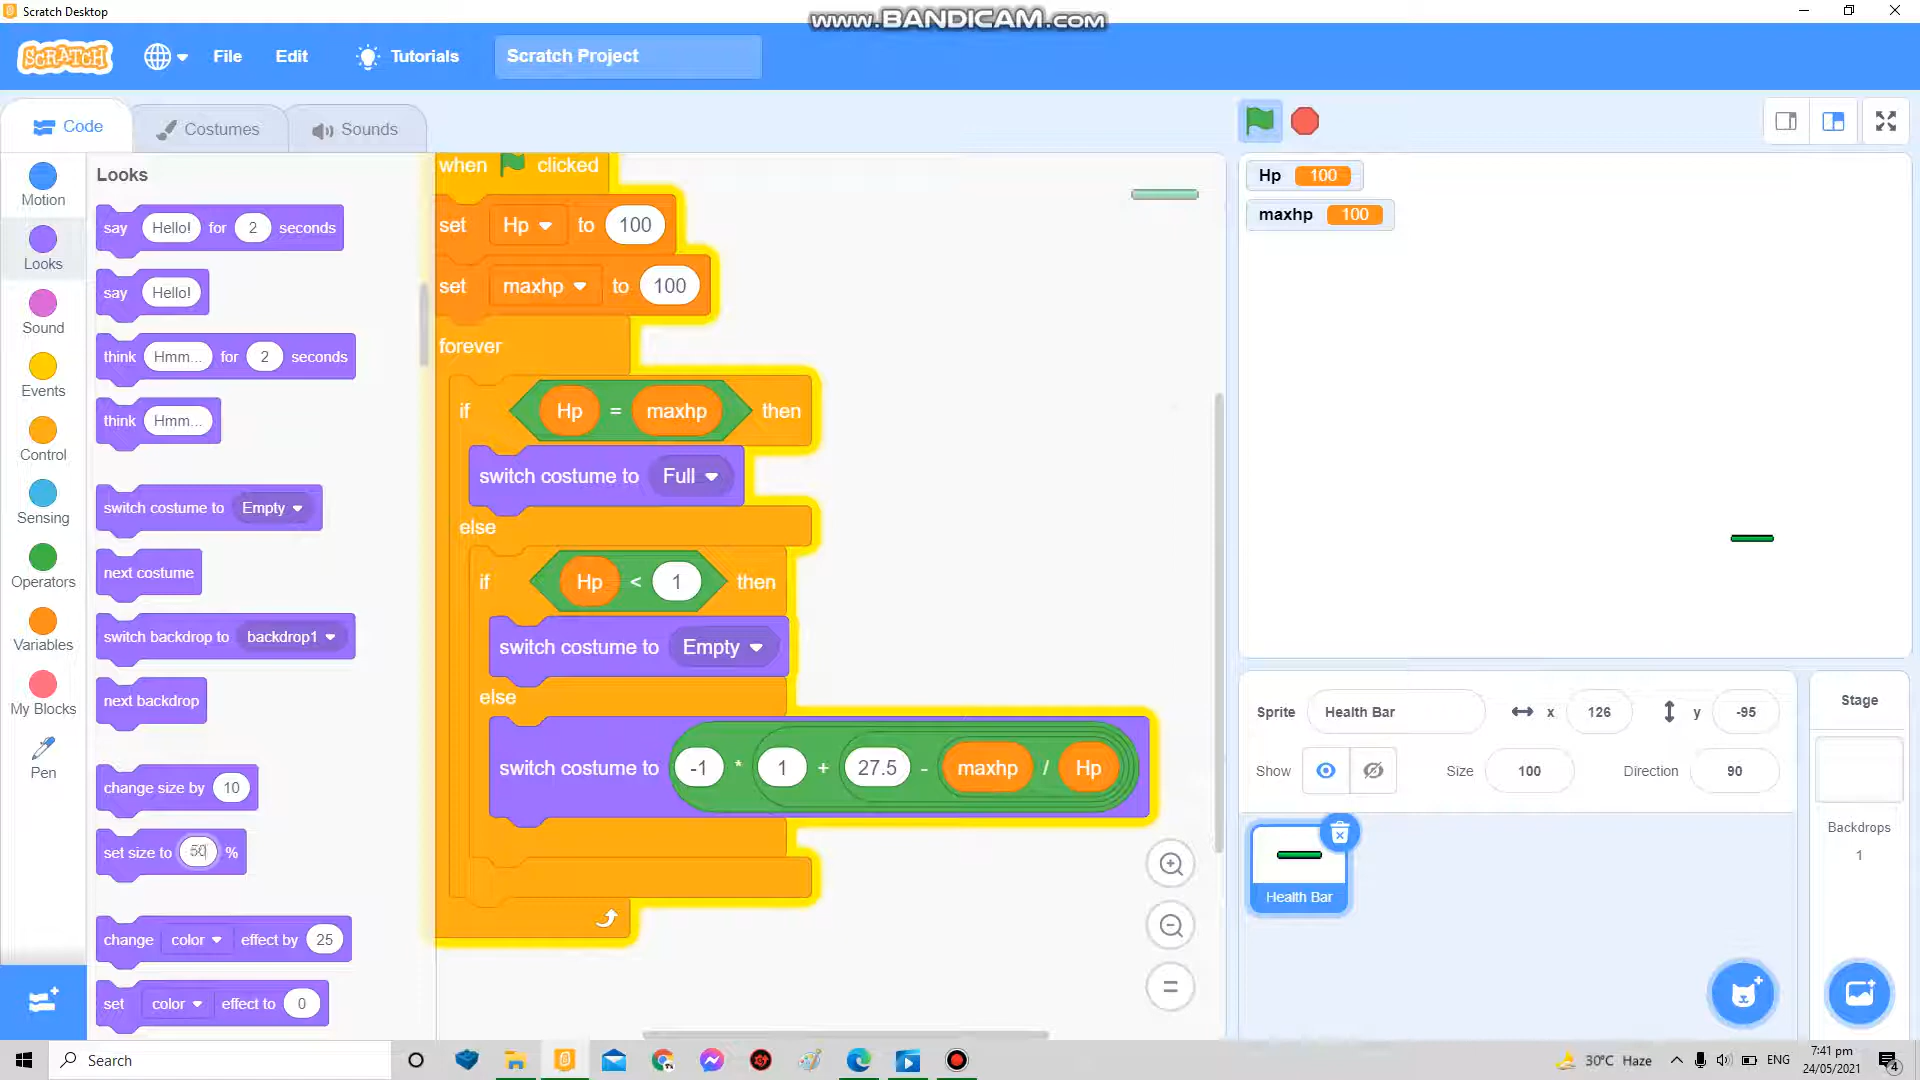 Scratch Desktop
www.BANDICAM.com
SCRATCH
File
Edit
Tutorials
Scratch Project
Code
Costumes
Sounds
Motion
Looks
Sound
Events
Control
Sensing
Operators
Variables
My Blocks
Pen
Looks
say Hello! for 2 seconds
say Hello!
think Hmm... for 2 seconds
think Hmm...
switch costume to Empty
next costume
switch backdrop to backdrop1
next backdrop
change size by 10
set size to 50 %
change color effect by 25
set color effect to 0
when clicked
set Hp to 100
set maxhp to 100
forever
if Hp = maxhp then
switch costume to Full
else
if Hp < 1 then
switch costume to Empty
else
switch costume to -1 * 1 + 27.5 - maxhp / Hp
Hp 100
maxhp 100
Sprite Health Bar x 126 y -95
Show Size 100 Direction 90
Health Bar
Stage
Backdrops
1
Search
30°C Haze
ENG
7:41 pm
24/05/2021
4